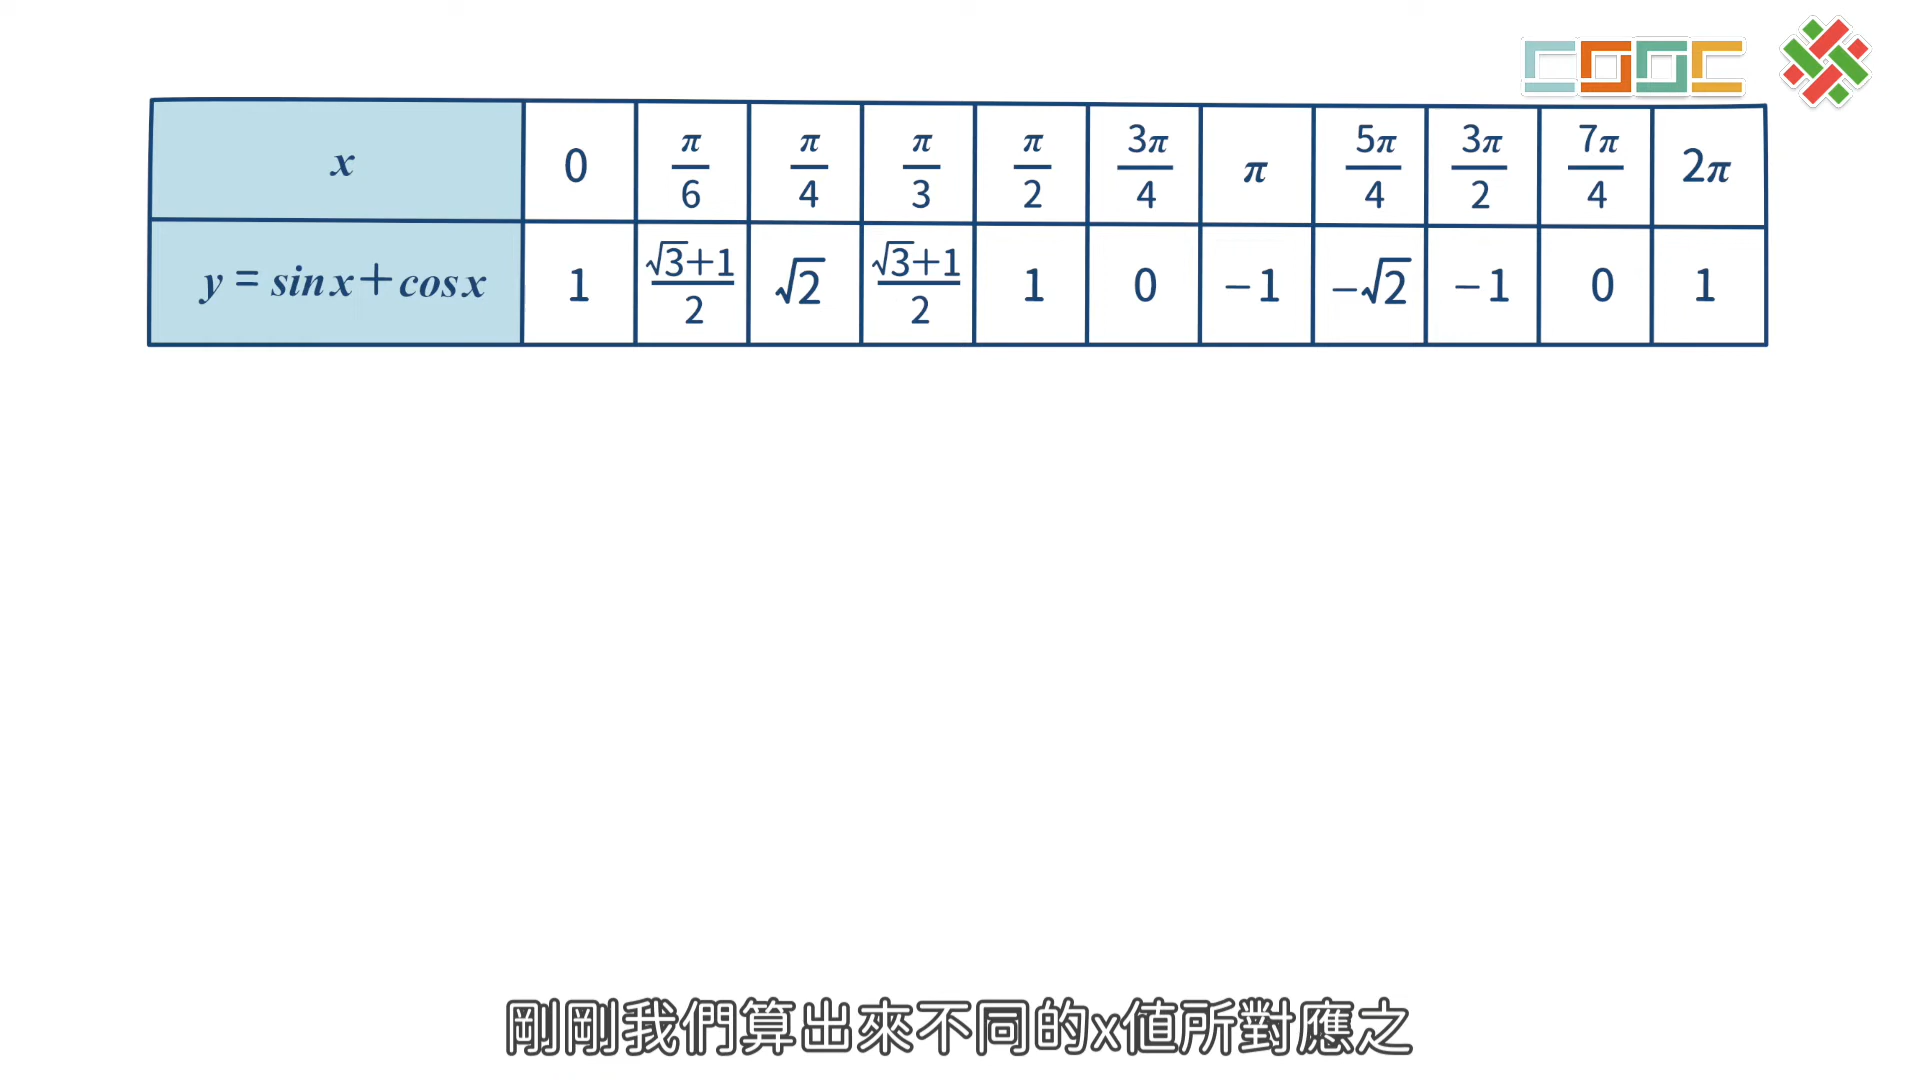 x 0 π/6 π/4 π/3 π/2 3π/4 π 5π/4 3π/2 7π/4 2π
y = sin x + cos x 1 √3+1/2 √2 √3+1/2 1 0 −1 −√2 −1 0 1
剛剛我們算出來不同的x值所對應之